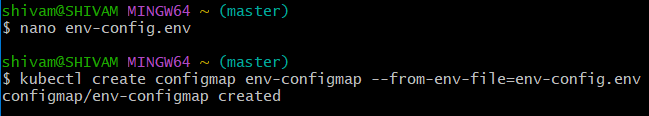 shivam@SHIVAM MINGW64 ~ (master)
$ nano env-config.env
shivam@SHIVAM MINGW64 ~ (master)
$ kubectl create configmap env-configmap --from-env-file=env-config.env
configmap/env-configmap created